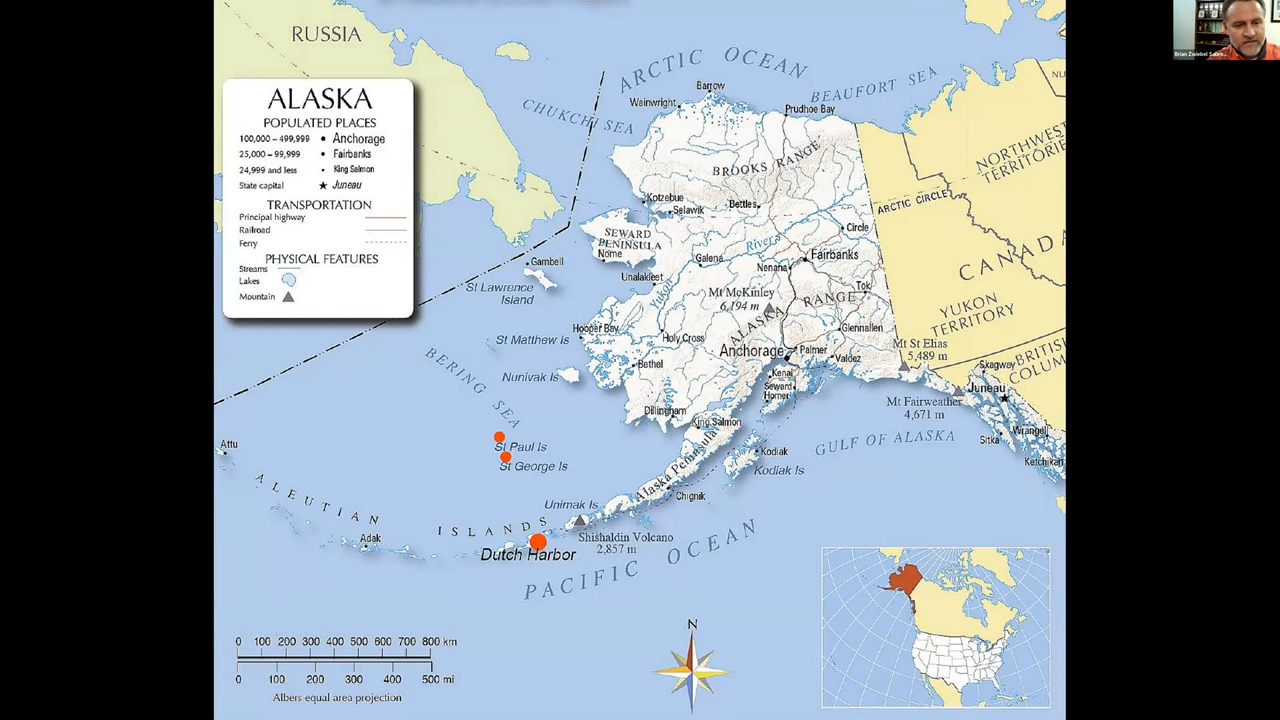 RUSSIA
ARCTIC OCEAN
BEAUFORT SEA
CHUKCHI SEA
Barrow
Wainwright
Prudhoe Bay
ALASKA
POPULATED PLACES
100,000 – 499,999 • Anchorage
25,000 – 99,999 • Fairbanks
24,999 and less • King Salmon
State capital ★ Juneau
TRANSPORTATION
Principal highway
Railroad
Ferry
PHYSICAL FEATURES
Streams
Lakes
Mountain
BROOKS RANGE
NORTHWEST
TERRITORIE
ARCTIC CIRCLE
Kotzebue
Selawik
Bettles
Circle
SEWARD
PENINSULA
Nome
Galena
River
Fairbanks
Nenana
CANADA
Gambell
St Lawrence
Island
Unalakleet
Yukon
Mt McKinley
6,194 m
ALASKA RANGE
Tok
YUKON
TERRITORY
Hooper Bay
Holy Cross
Glennallen
St Matthew Is
Anchorage
Palmer
Valdez
Mt St Elias
5,489 m
BERING SEA
Nunivak Is
Bethel
Kenai
Seward
Homer
Skagway
BRITISH
COLUM
Juneau
Mt Fairweather
4,671 m
Dillingham
King Salmon
GULF OF ALASKA
Sitka
Wrangell
Ketchikan
St Paul Is
St George Is
Alaska Peninsula
Kodiak
Kodiak Is
Attu
Chignik
ALEUTIAN ISLANDS
Unimak Is
Adak
Shishaldin Volcano
2,857 m
Dutch Harbor
PACIFIC OCEAN
N
0 100 200 300 400 500 600 700 800 km
0 100 200 300 400 500 mi
Albers equal area projection